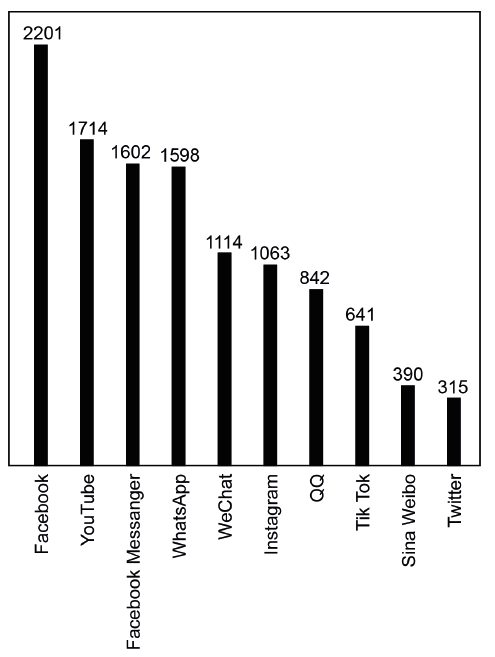 2201
1714
1602
1598
1114
1063
842
641
390
315
Facebook
YouTube
Facebook Messanger
WhatsApp
WeChat
Instagram
QQ
Tik Tok
Sina Weibo
Twitter